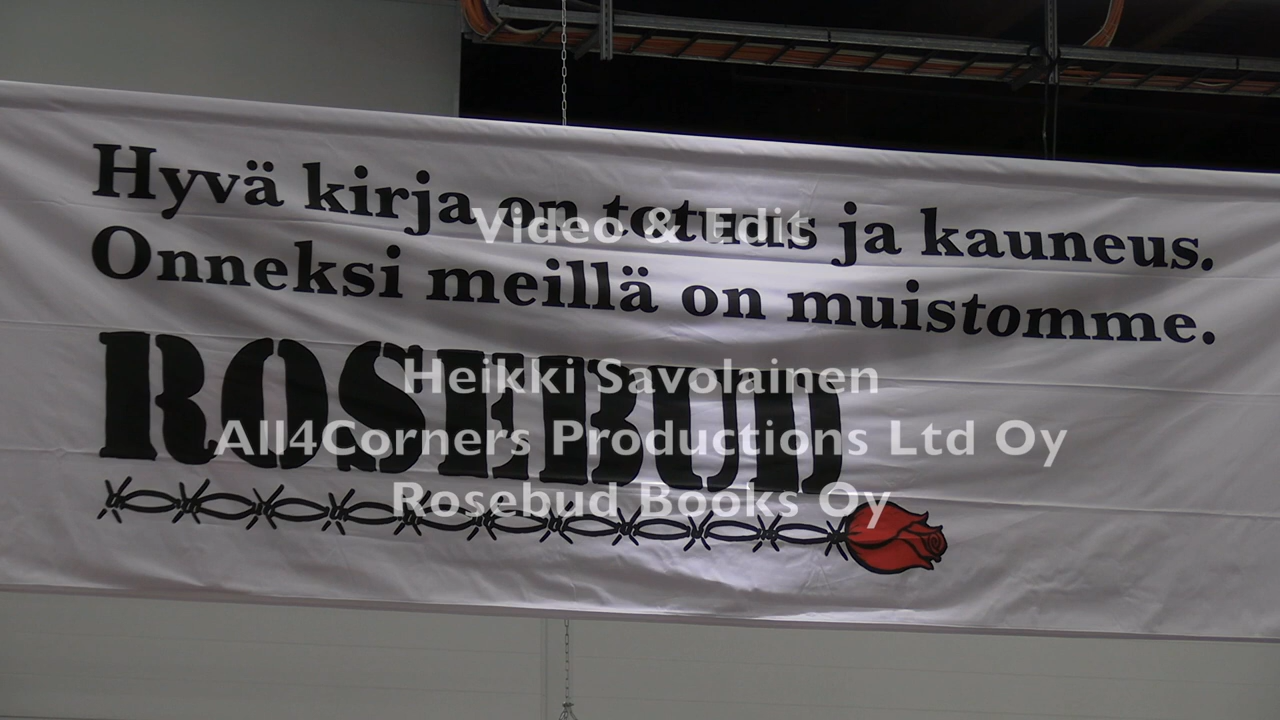 Hyvä kirja on totuus ja kauneus.
Onneksi meillä on muistomme.
ROSEBUD
Video & Edit
Heikki Savolainen
All4Corners Productions Ltd Oy
Rosebud Books Oy